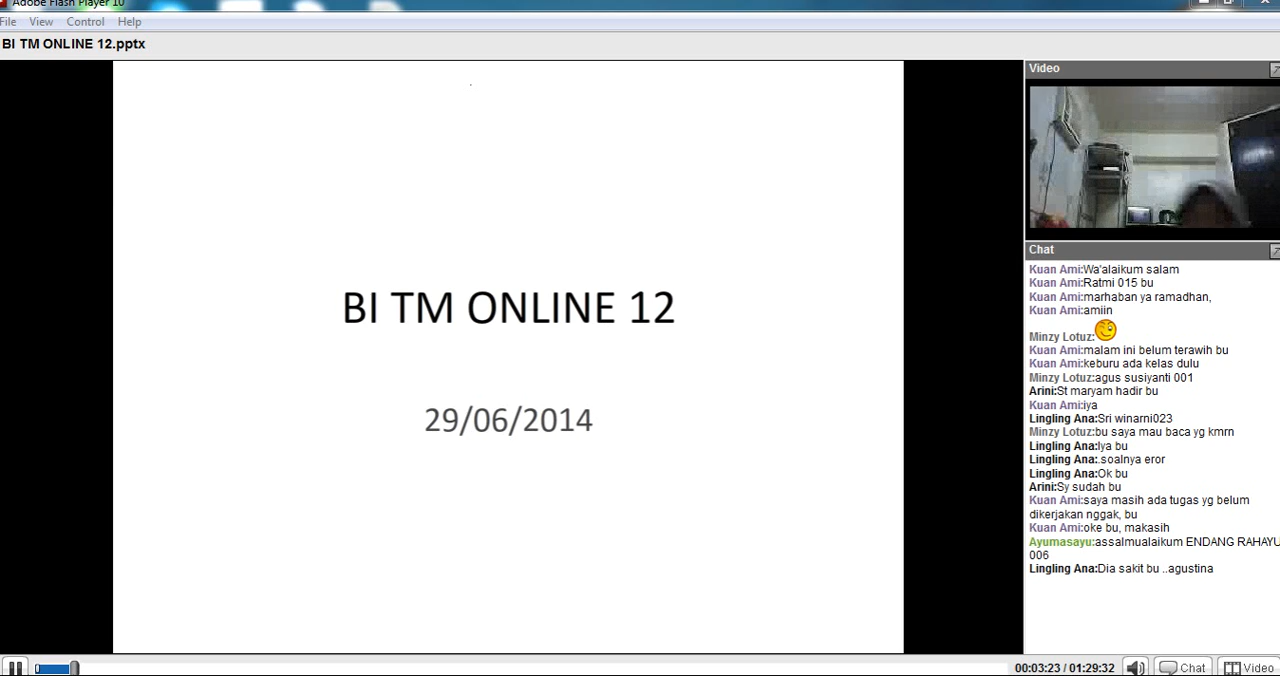 Adobe Flash Player 10
File View Control Help
BI TM ONLINE 12.pptx
BI TM ONLINE 12
29/06/2014
Video
Chat
Kuan Ami:Wa'alaikum salam
Kuan Ami:Ratmi 015 bu
Kuan Ami:marhaban ya ramadhan,
Kuan Ami:amiin
Minzy Lotuz:
Kuan Ami:malam ini belum terawih bu
Kuan Ami:keburu ada kelas dulu
Minzy Lotuz:agus susiyanti 001
Arini:St maryam hadir bu
Kuan Ami:iya
Lingling Ana:Sri winarni023
Minzy Lotuz:bu saya mau baca yg kmrn
Lingling Ana:Iya bu
Lingling Ana:.soalnya eror
Lingling Ana:Ok bu
Arini:Sy sudah bu
Kuan Ami:saya masih ada tugas yg belum
dikerjakan nggak, bu
Kuan Ami:oke bu, makasih
Ayumasayu:assalmualaikum ENDANG RAHAYU
006
Lingling Ana:Dia sakit bu ..agustina
00:03:23 / 01:29:32 Chat Video